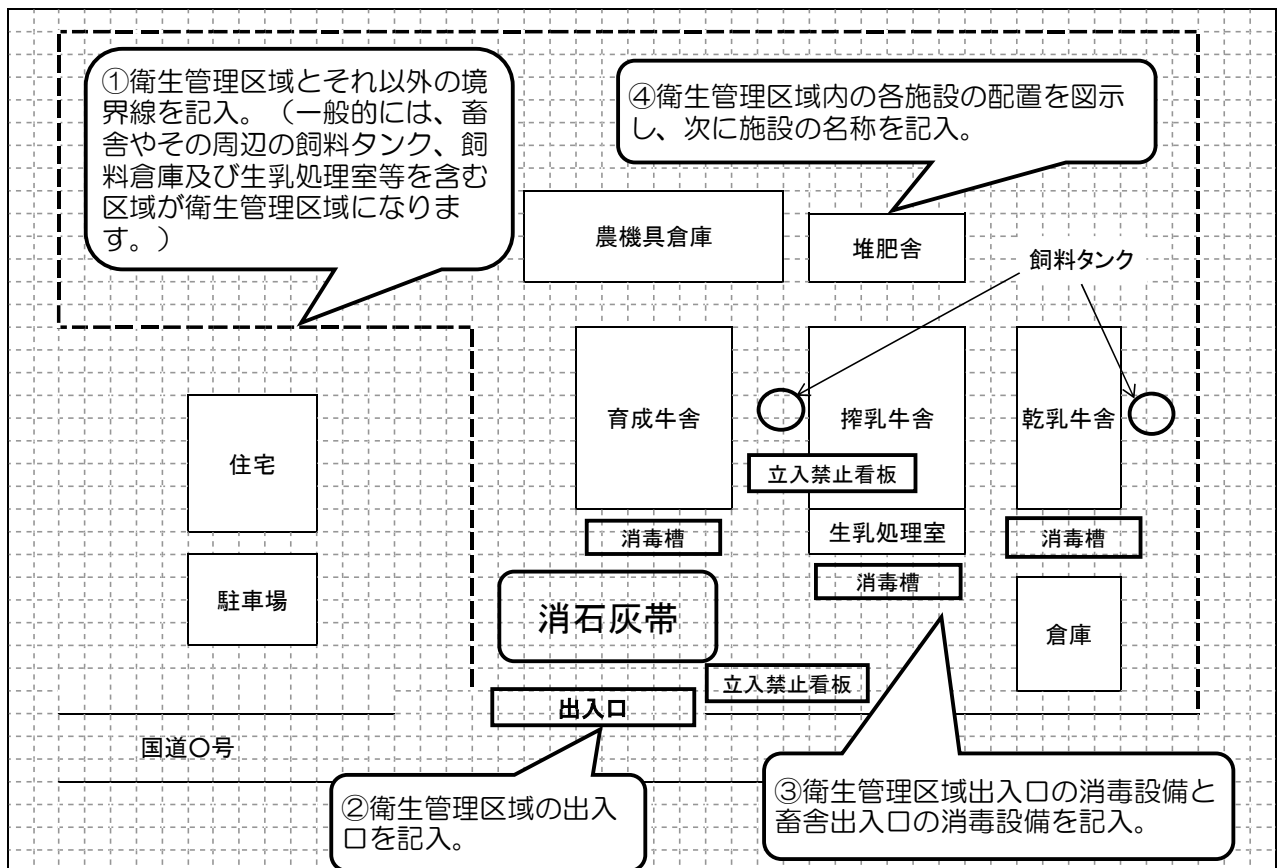 ①衛生管理区域とそれ以外の境
界線を記入。（一般的には、畜
舎やその周辺の飼料タンク、飼
料倉庫及び生乳処理室等を含む
区域が衛生管理区域になりま
す。）
④衛生管理区域内の各施設の配置を図示
し、次に施設の名称を記入。
農機具倉庫
堆肥舎
飼料タンク
育成牛舎
搾乳牛舎
乾乳牛舎
住宅
立入禁止看板
消毒槽
生乳処理室
消毒槽
駐車場
消石灰帯
消毒槽
倉庫
立入禁止看板
出入口
国道〇号
②衛生管理区域の出入
口を記入。
③衛生管理区域出入口の消毒設備と
畜舎出入口の消毒設備を記入。